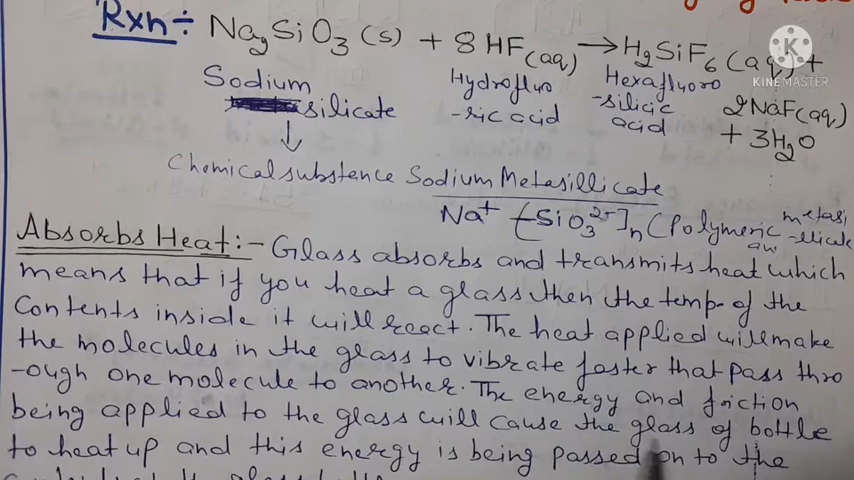 Rxn ÷ Na2SiO3(s) + 8HF(aq) → H2SiF6(aq) +
Sodium silicate
Hydrofluo-ric acid
Hexafluoro-silicic acid
2NaF(aq)
+ 3H2O
↓
Chemical substence Sodium Metasillicate
Na+ [-SiO3 2-]n (Polymeric metasi-llicate
Absorbs Heat:- Glass absorbs and transmits heat which
means that if you heat a glass then the temp. of the
Contents inside it will react. The heat applied will make
the molecules in the glass to vibrate faster that pass thro
-ough one molecule to another. The energy and friction
being applied to the glass will cause the glass of bottle
to heat up and this energy is being passed on to the
KINEMASTER